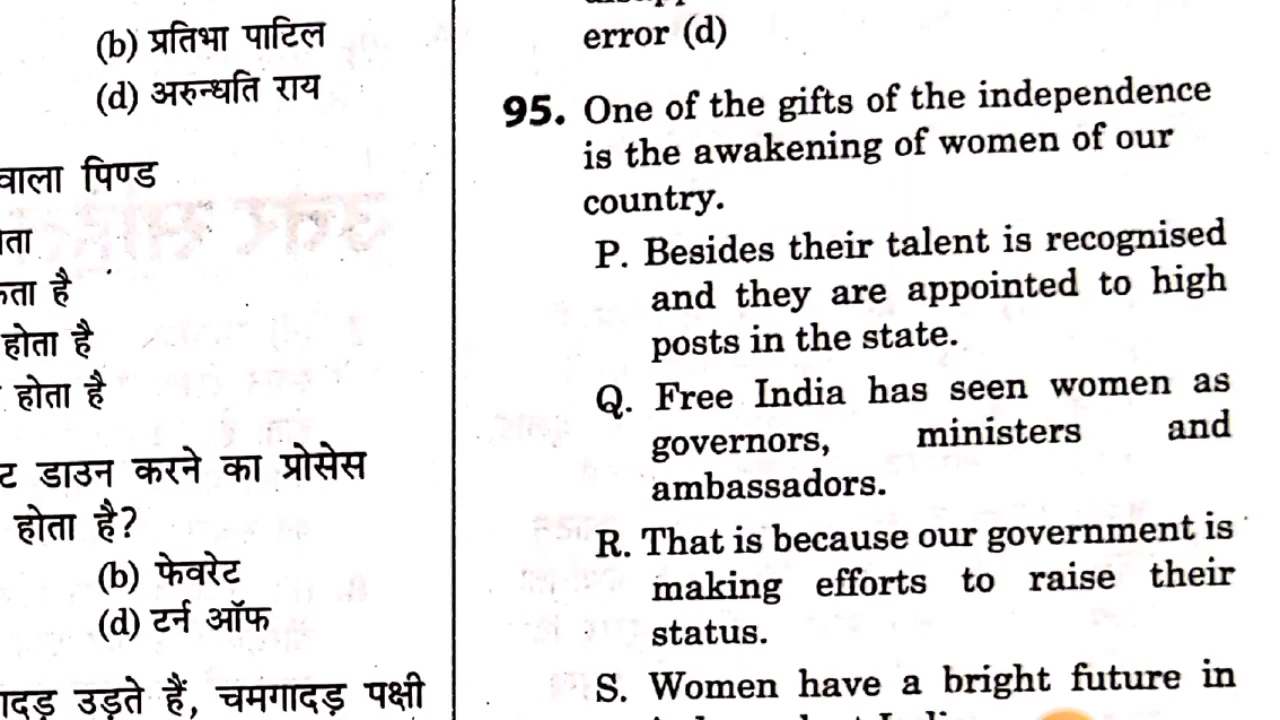 (b) प्रतिभा पाटिल
(d) अरुन्धति राय
वाला पिण्ड
है
होता है
होता है
डाउन करने का प्रोसेस
होता है?
(b) फेवरेट
(d) टर्न ऑफ
उड़ते हैं, चमगादड़ पक्षी
error (d)
95. One of the gifts of the independence
is the awakening of women of our
country.
P. Besides their talent is recognised
and they are appointed to high
posts in the state.
Q. Free India has seen women as
governors, ministers and
ambassadors.
R. That is because our government is
making efforts to raise their
status.
S. Women have a bright future in